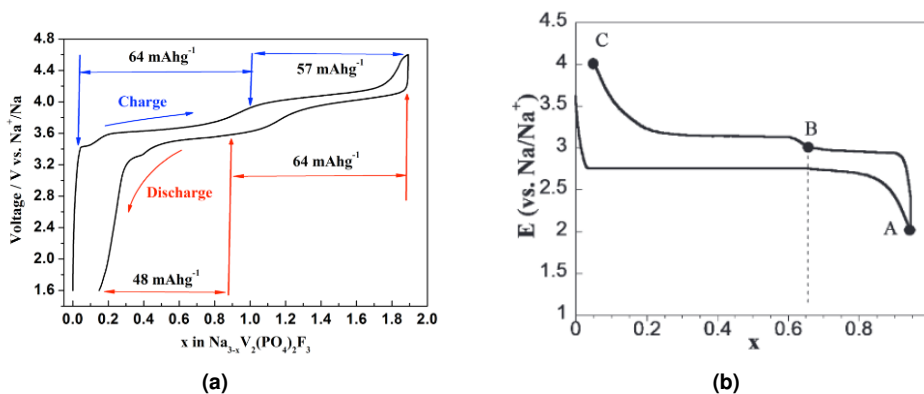 4.8
4.4
4.0
3.6
3.2
2.8
2.4
2.0
1.6
Voltage / V vs. Na⁺/Na
64 mAhg⁻¹
57 mAhg⁻¹
Charge
64 mAhg⁻¹
Discharge
48 mAhg⁻¹
0.0 0.2 0.4 0.6 0.8 1.0 1.2 1.4 1.6 1.8 2.0
x in Na₃₋ₓV₂(PO₄)₂F₃
(a)
4.5
4
3.5
3
2.5
2
1.5
1
E (vs. Na/Na⁺)
C
B
A
0 0.2 0.4 0.6 0.8
x
(b)